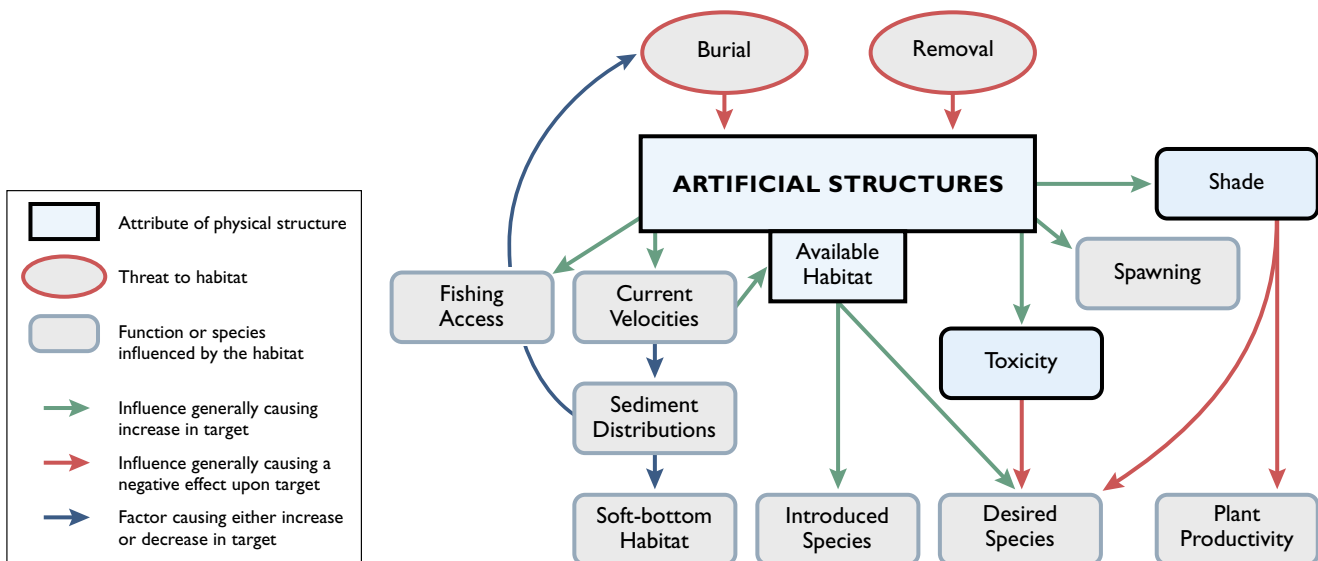 Burial
Removal
ARTIFICIAL STRUCTURES
Shade
Available
Habitat
Spawning
Fishing
Access
Current
Velocities
Toxicity
Sediment
Distributions
Soft-bottom
Habitat
Introduced
Species
Desired
Species
Plant
Productivity
Attribute of physical structure
Threat to habitat
Function or species
influenced by the habitat
Influence generally causing
increase in target
Influence generally causing a
negative effect upon target
Factor causing either increase
or decrease in target